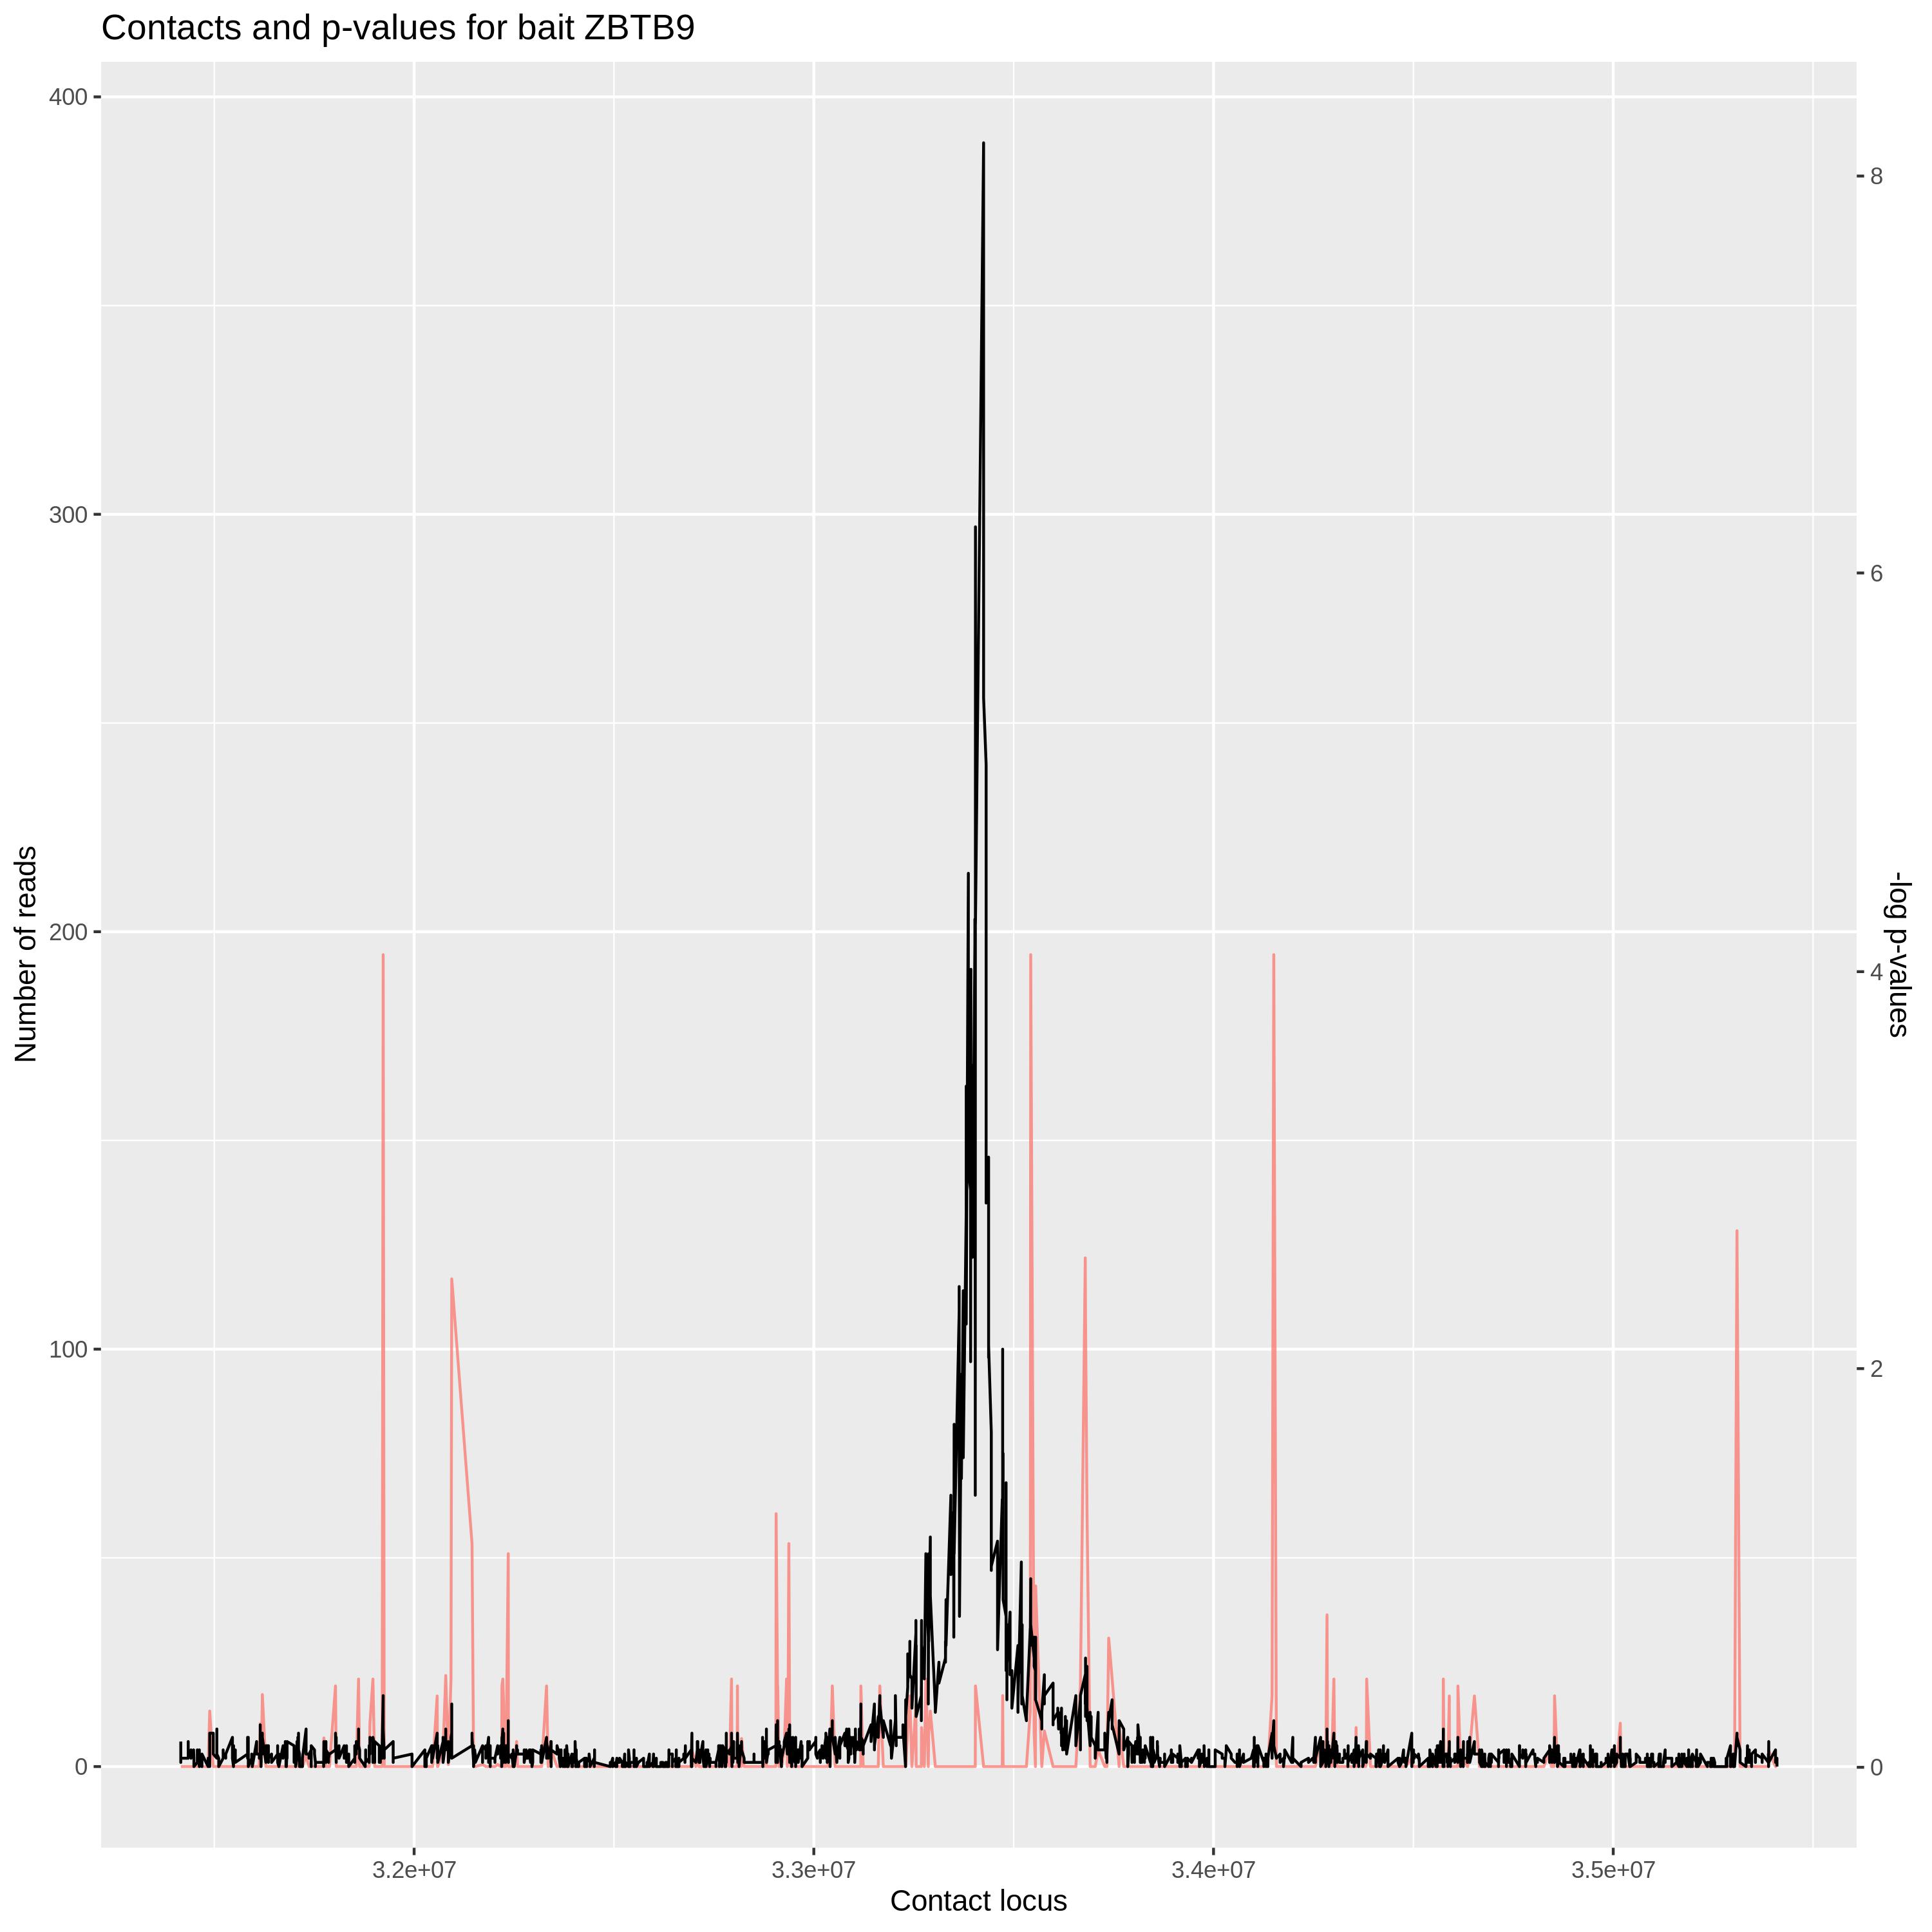 Contacts and p-values for bait ZBTB9
400
300
200
100
0
Number of reads
8
6
4
2
0
-log p-values
3.2e+07
3.3e+07
3.4e+07
3.5e+07
Contact locus